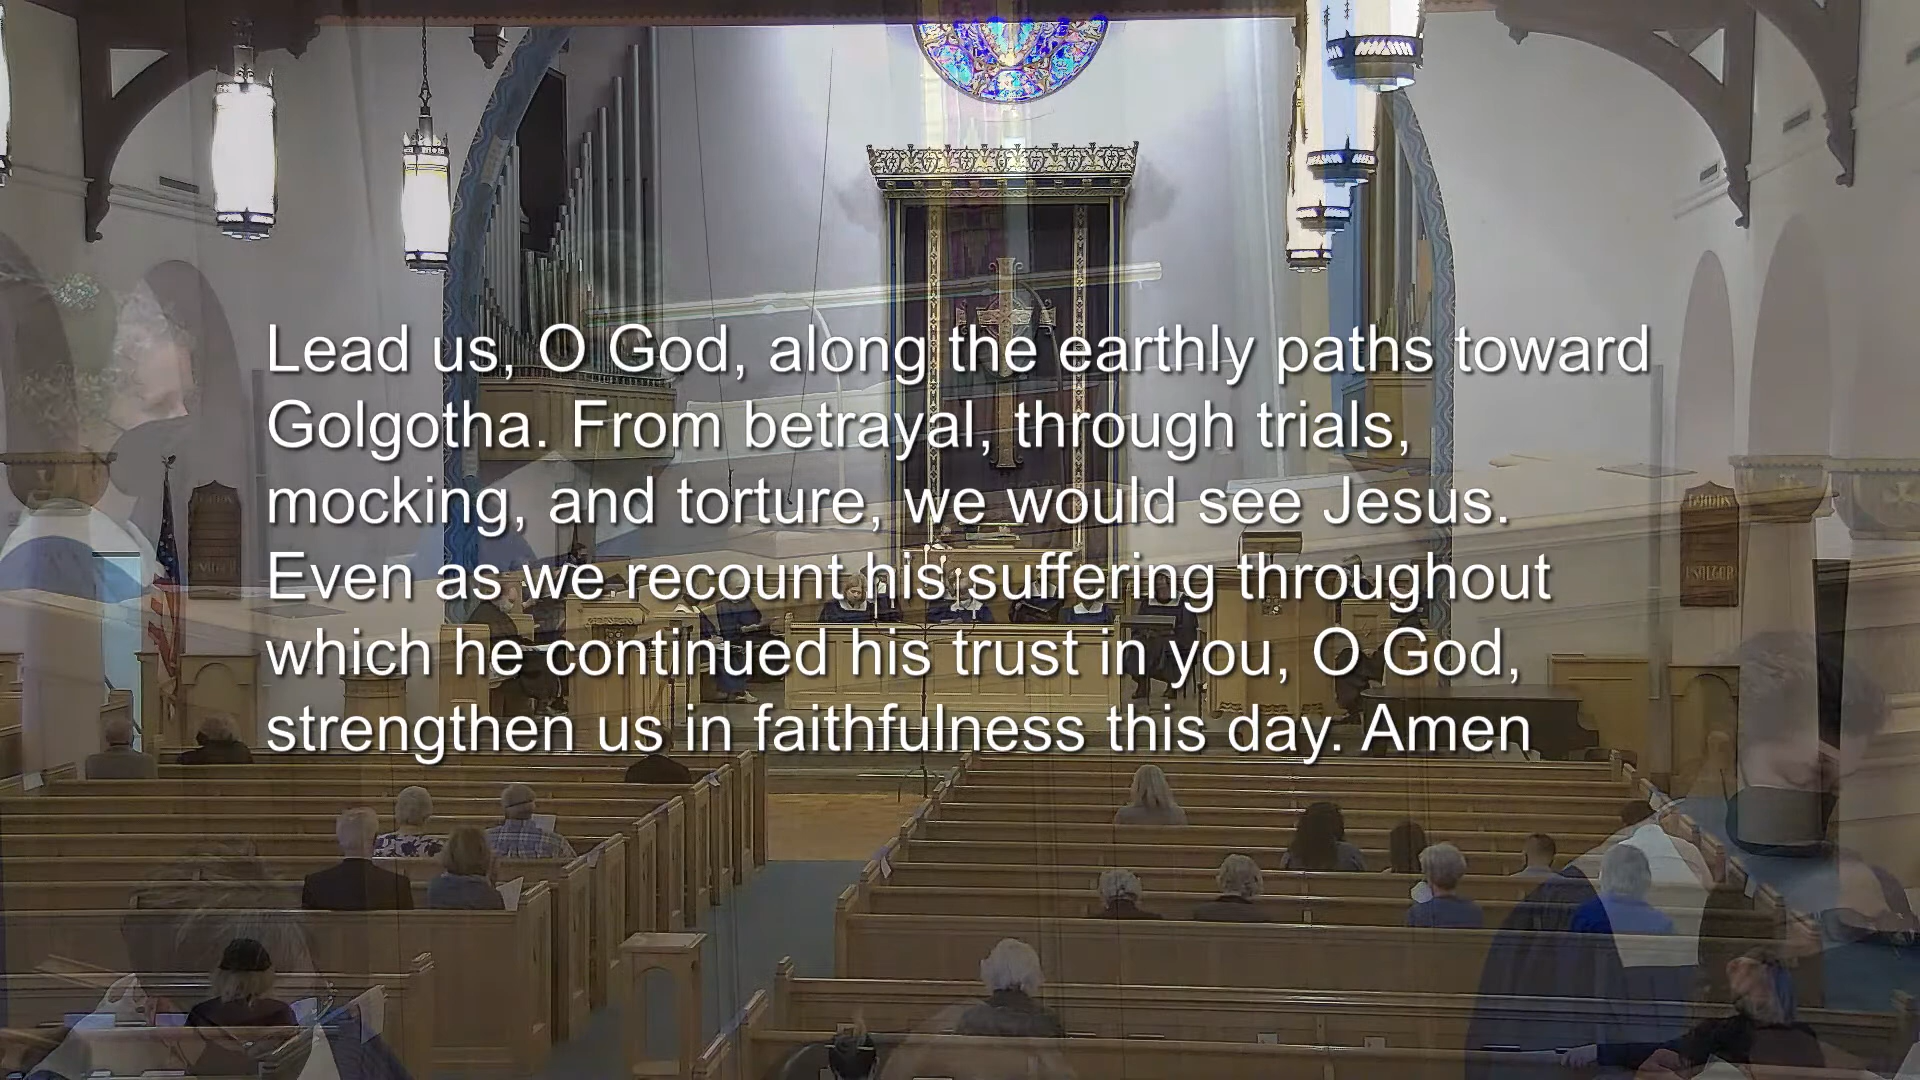 Lead us, O God, along the earthly paths toward
Golgotha. From betrayal, through trials,
mocking, and torture, we would see Jesus.
Even as we recount his suffering throughout
which he continued his trust in you, O God,
strengthen us in faithfulness this day. Amen